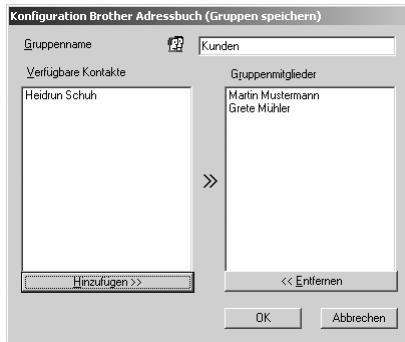 Konfiguration Brother Adressbuch (Gruppen speichern)
Gruppenname
Kunden
Verfügbare Kontakte
Gruppenmitglieder
Heidrun Schuh
Martin Mustermann
Grete Mühler
Hinzufügen >>
<< Entfernen
OK
Abbrechen